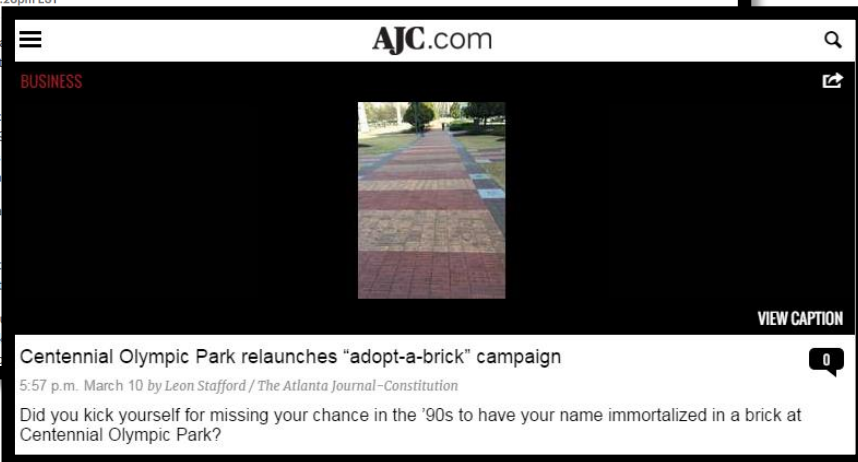 AJC.com
BUSINESS
VIEW CAPTION
Centennial Olympic Park relaunches “adopt-a-brick” campaign
0
5:57 p.m. March 10 by Leon Stafford / The Atlanta Journal-Constitution
Did you kick yourself for missing your chance in the ’90s to have your name immortalized in a brick at
Centennial Olympic Park?